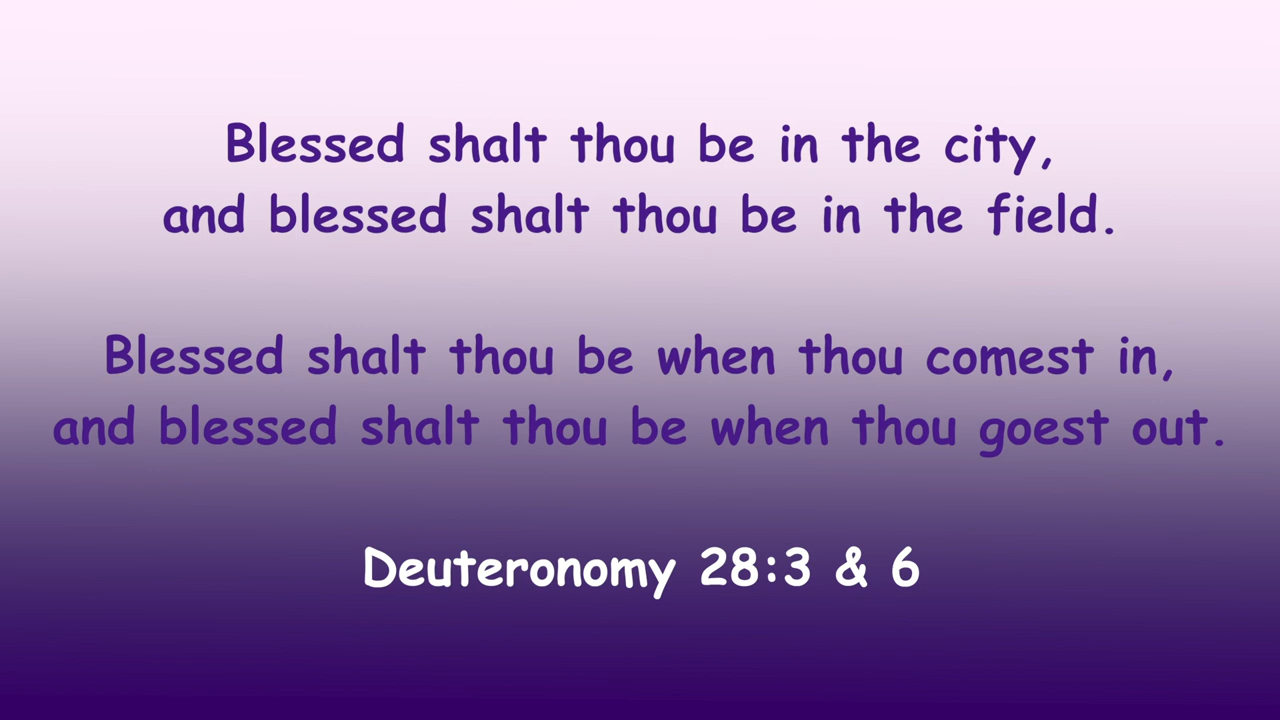 Blessed shalt thou be in the city,
and blessed shalt thou be in the field.
Blessed shalt thou be when thou comest in,
and blessed shalt thou be when thou goest out.
Deuteronomy 28:3 & 6